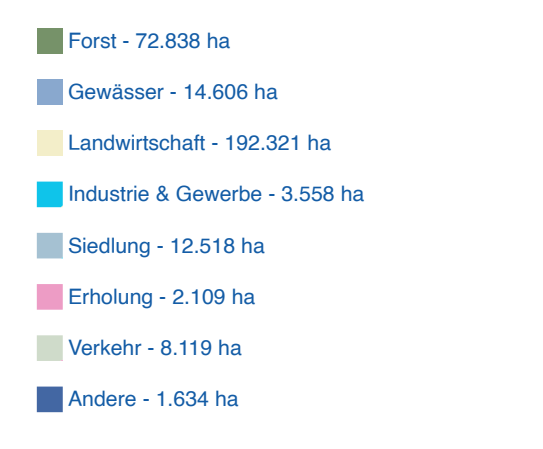 Forst - 72.838 ha
Gewässer - 14.606 ha
Landwirtschaft - 192.321 ha
Industrie & Gewerbe - 3.558 ha
Siedlung - 12.518 ha
Erholung - 2.109 ha
Verkehr - 8.119 ha
Andere - 1.634 ha